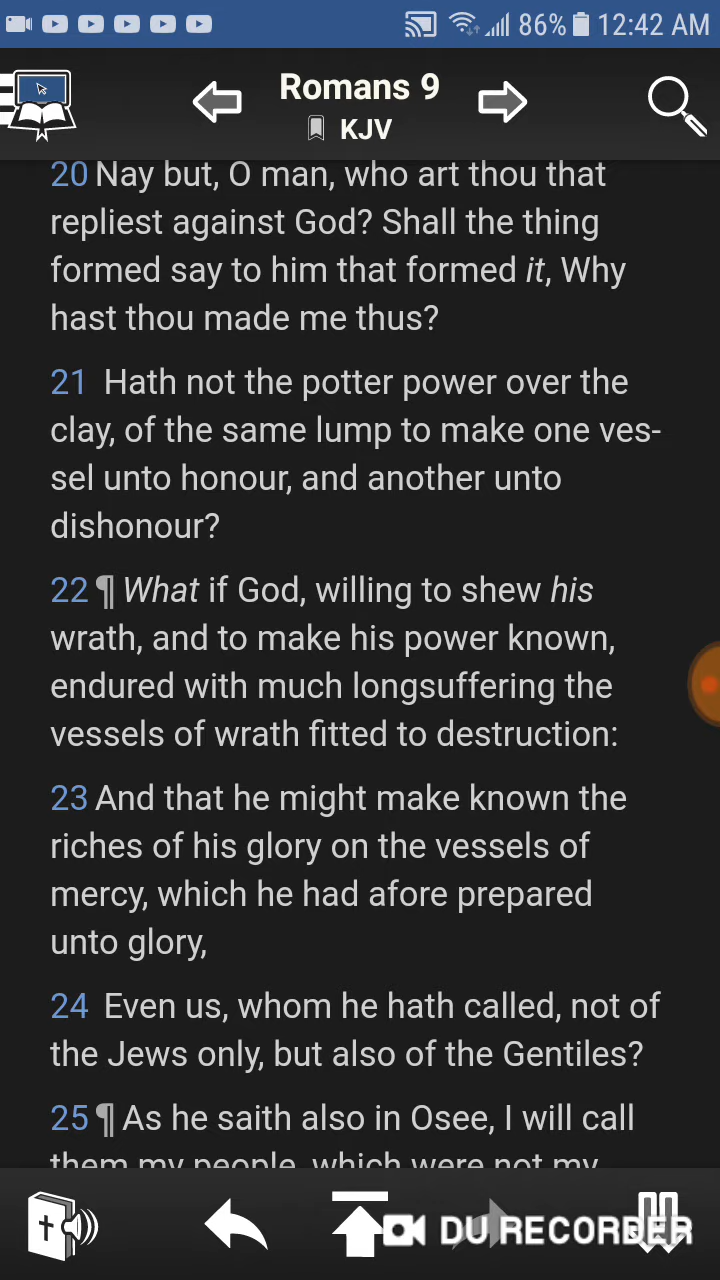 86% 12:42 AM
Romans 9
KJV
20 Nay but, O man, who art thou that
repliest against God? Shall the thing
formed say to him that formed it, Why
hast thou made me thus?
21 Hath not the potter power over the
clay, of the same lump to make one ves-
sel unto honour, and another unto
dishonour?
22 ¶ What if God, willing to shew his
wrath, and to make his power known,
endured with much longsuffering the
vessels of wrath fitted to destruction:
23 And that he might make known the
riches of his glory on the vessels of
mercy, which he had afore prepared
unto glory,
24 Even us, whom he hath called, not of
the Jews only, but also of the Gentiles?
25 ¶ As he saith also in Osee, I will call
them my people, which were not my
DU RECORDER